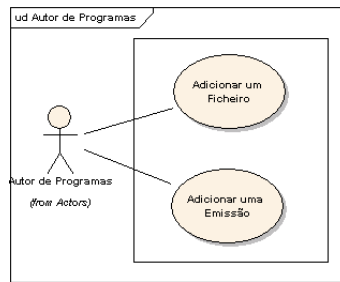 ud Autor de Programas
Adicionar um
Ficheiro
Autor de Programas
(from Actors)
Adicionar uma
Emissão